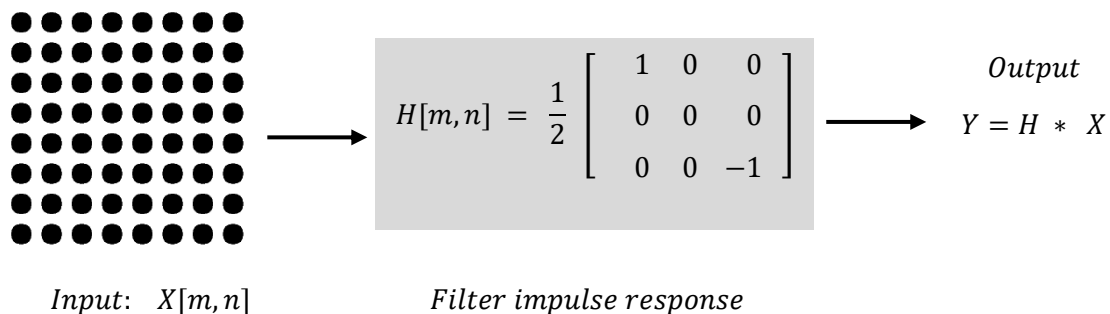 H[m, n] = 1/2 [ 1 0 0
0 0 0
0 0 −1 ]
Output
Y = H ∗ X
Input: X[m, n]
Filter impulse response